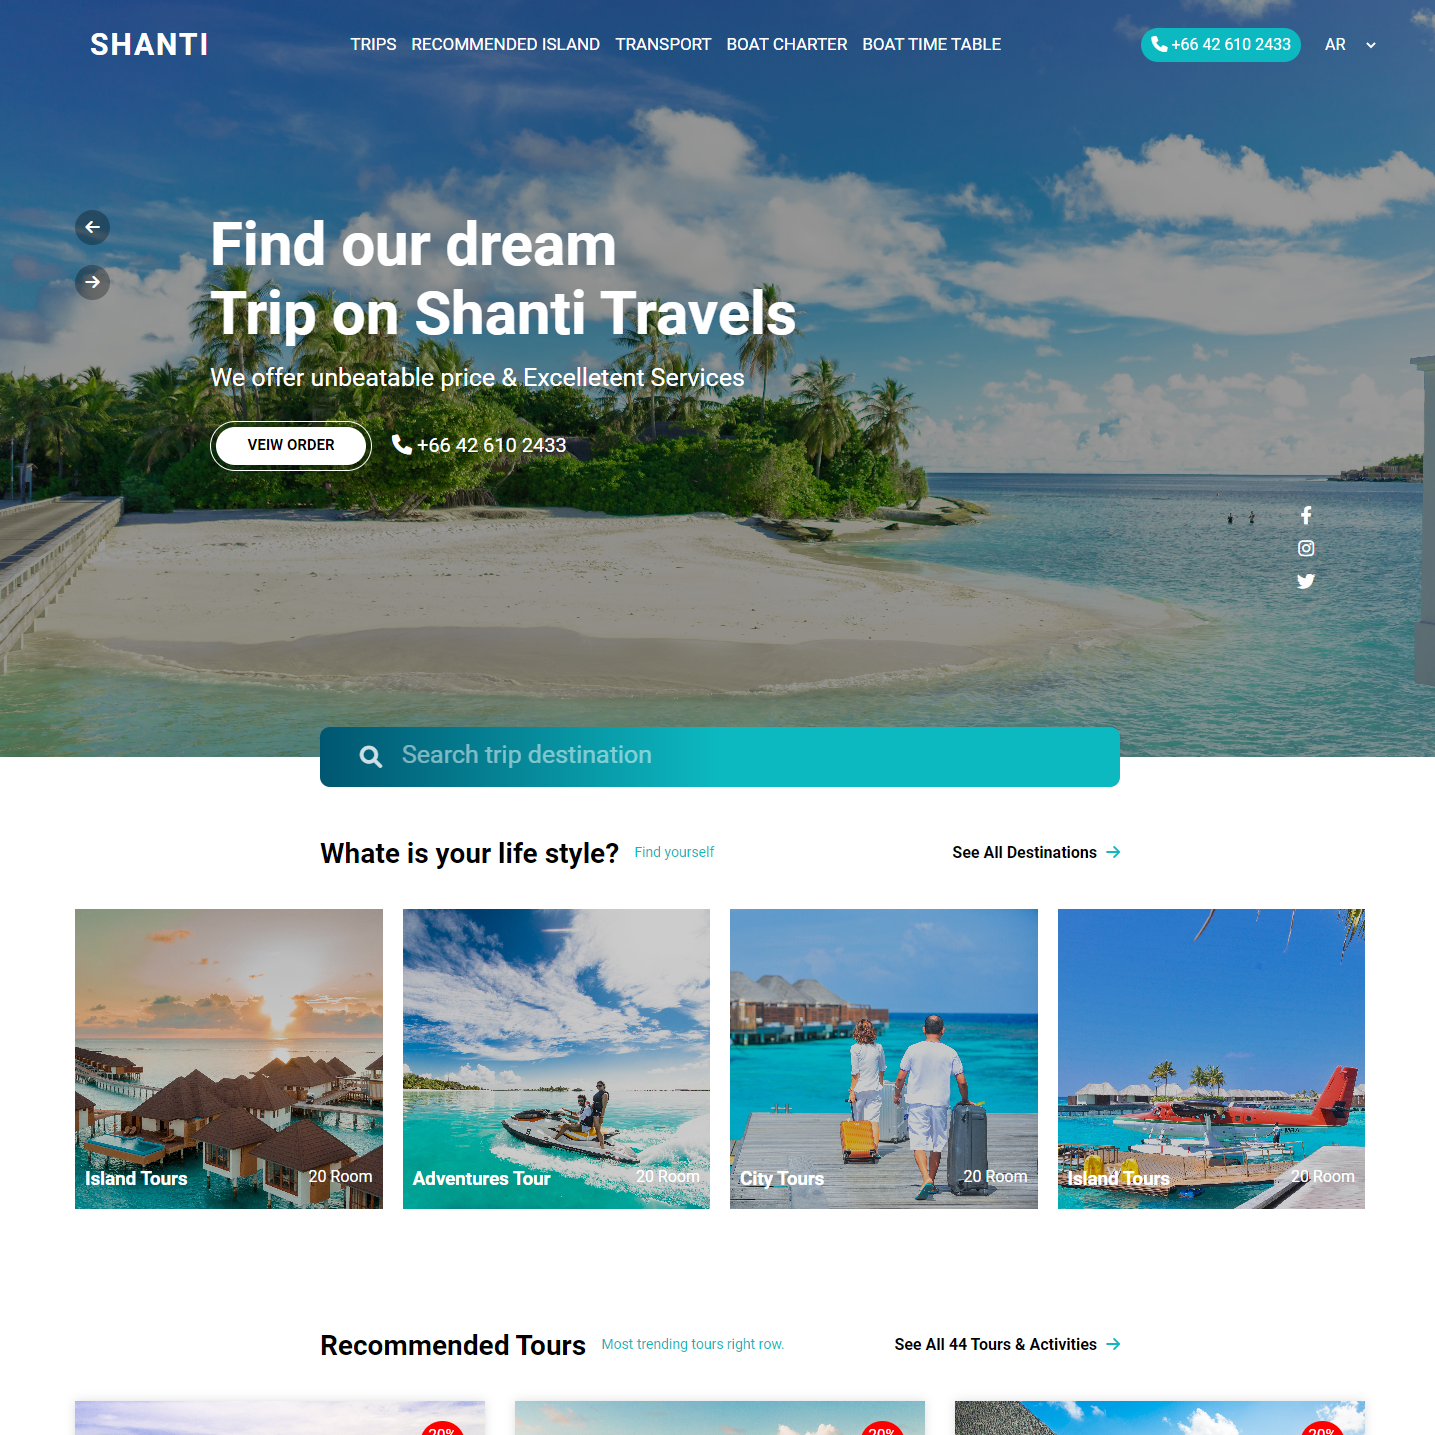 SHANTI
TRIPS RECOMMENDED ISLAND TRANSPORT BOAT CHARTER BOAT TIME TABLE
+66 42 610 2433
AR
Find our dream
Trip on Shanti Travels
We offer unbeatable price & Excelletent Services
VEIW ORDER
+66 42 610 2433
Search trip destination
Whate is your life style?
Find yourself
See All Destinations
Island Tours
20 Room
Adventures Tour
20 Room
City Tours
20 Room
Island Tours
20 Room
Recommended Tours
Most trending tours right row.
See All 44 Tours & Activities
20%
20%
20%